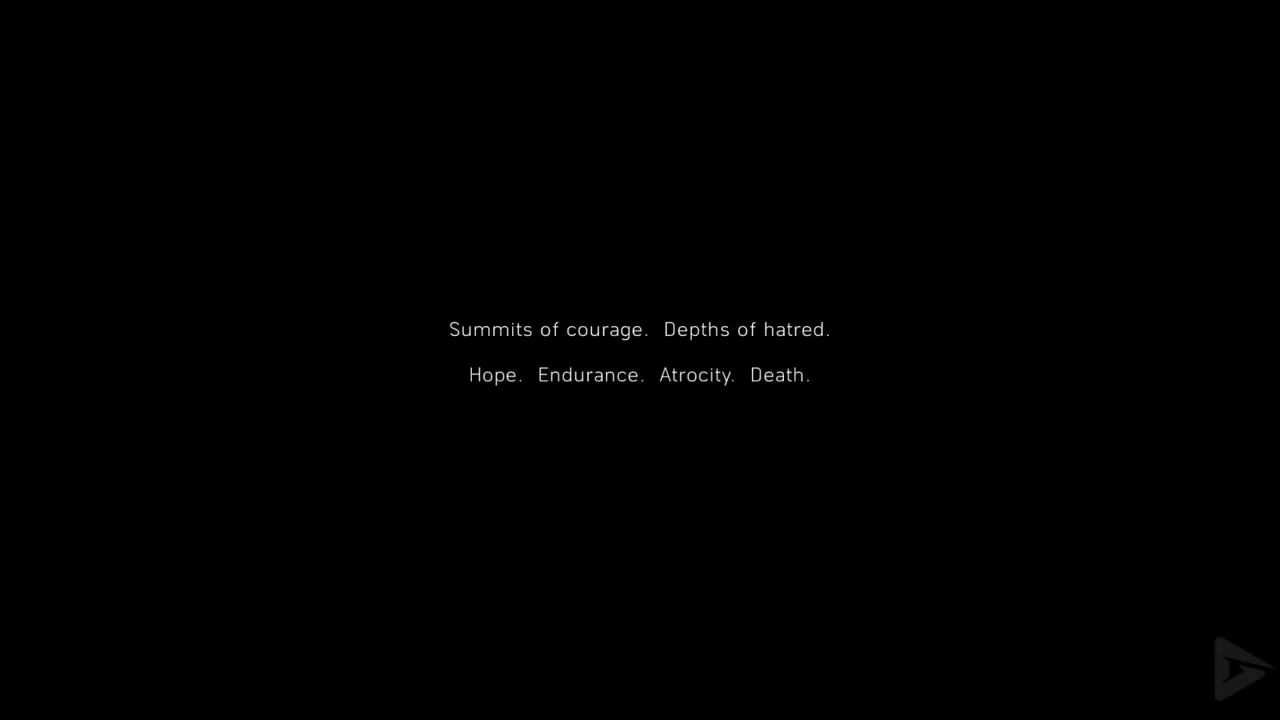 Summits of courage. Depths of hatred.
Hope. Endurance. Atrocity. Death.